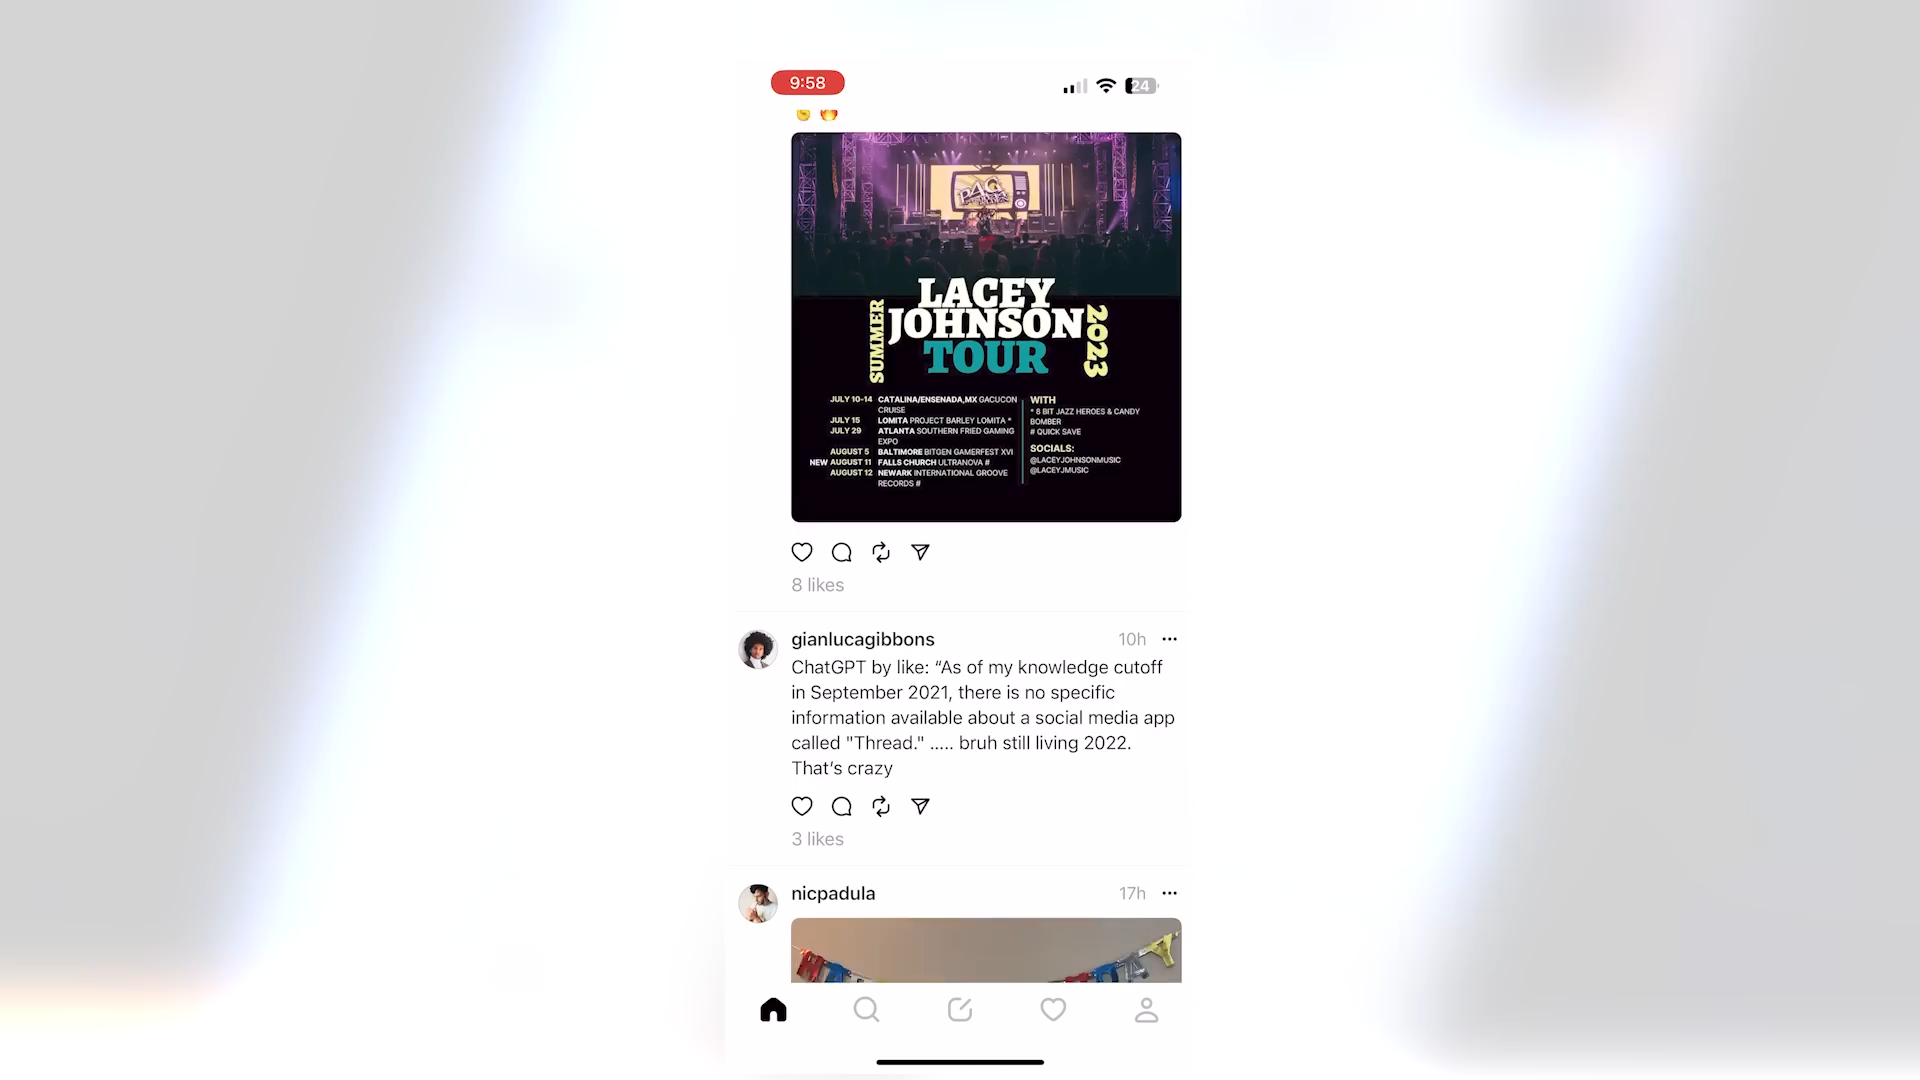 9:58
24
LACEY
JOHNSON
TOUR
SUMMER
2023
JULY 10-14 CATALINA/ENSENADA,MX GACUCON
CRUISE
JULY 15 LOMITA PROJECT BARLEY LOMITA *
JULY 29 ATLANTA SOUTHERN FRIED GAMING
EXPO
AUGUST 5 BALTIMORE BITGEN GAMERFEST XVI
NEW AUGUST 11 FALLS CHURCH ULTRANOVA #
AUGUST 12 NEWARK INTERNATIONAL GROOVE
RECORDS #
WITH
* 8 BIT JAZZ HEROES & CANDY
BOMBER
# QUICK SAVE
SOCIALS:
@LACEYJOHNSONMUSIC
@LACEYJMUSIC
8 likes
gianlucagibbons 10h
ChatGPT by like: “As of my knowledge cutoff
in September 2021, there is no specific
information available about a social media app
called "Thread." ..... bruh still living 2022.
That’s crazy
3 likes
nicpadula 17h